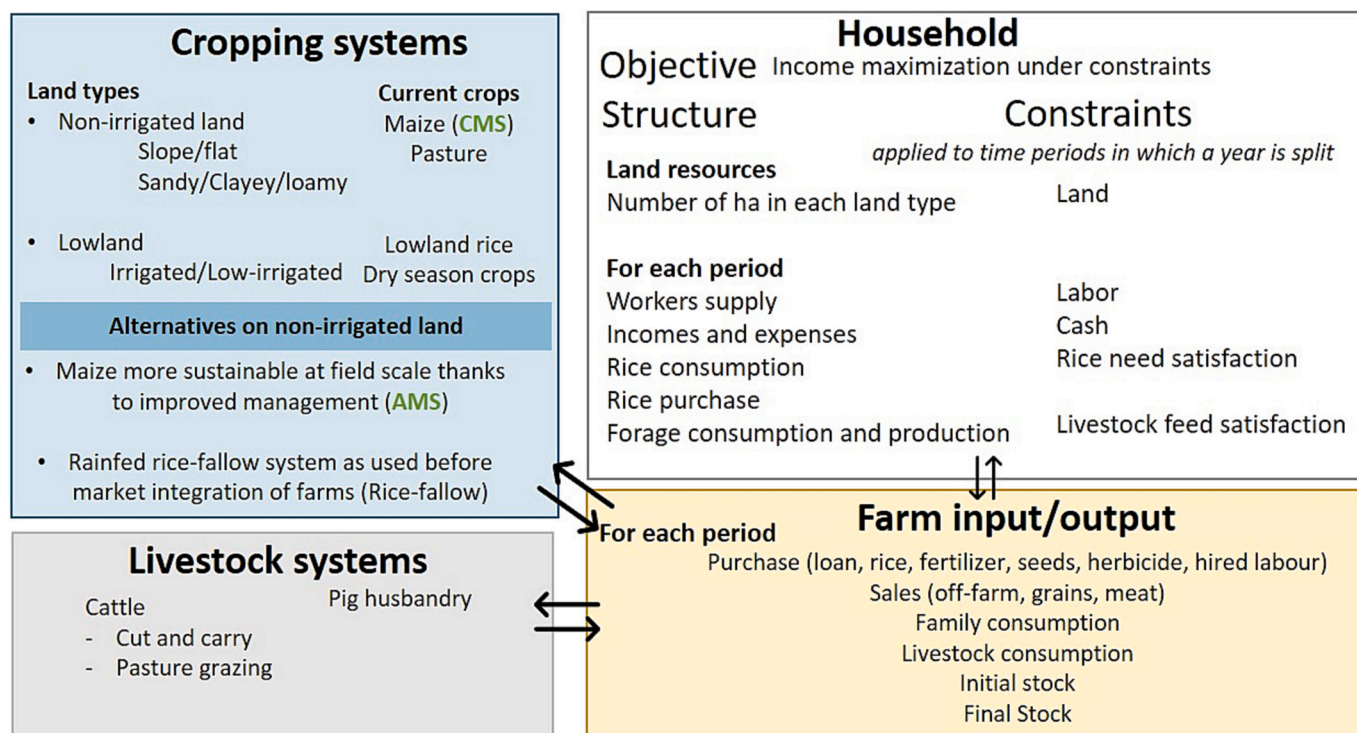 Cropping systems
Land types
Current crops
• Non-irrigated land
Maize (CMS)
Slope/flat
Pasture
Sandy/Clayey/loamy
• Lowland
Lowland rice
Irrigated/Low-irrigated
Dry season crops
Alternatives on non-irrigated land
• Maize more sustainable at field scale thanks
to improved management (AMS)
• Rainfed rice-fallow system as used before
market integration of farms (Rice-fallow)
Household
Objective Income maximization under constraints
Structure
Constraints
applied to time periods in which a year is split
Land resources
Number of ha in each land type
Land
For each period
Workers supply
Labor
Incomes and expenses
Cash
Rice consumption
Rice need satisfaction
Rice purchase
Forage consumption and production
Livestock feed satisfaction
Livestock systems
Cattle
Pig husbandry
- Cut and carry
- Pasture grazing
Farm input/output
For each period
Purchase (loan, rice, fertilizer, seeds, herbicide, hired labour)
Sales (off-farm, grains, meat)
Family consumption
Livestock consumption
Initial stock
Final Stock